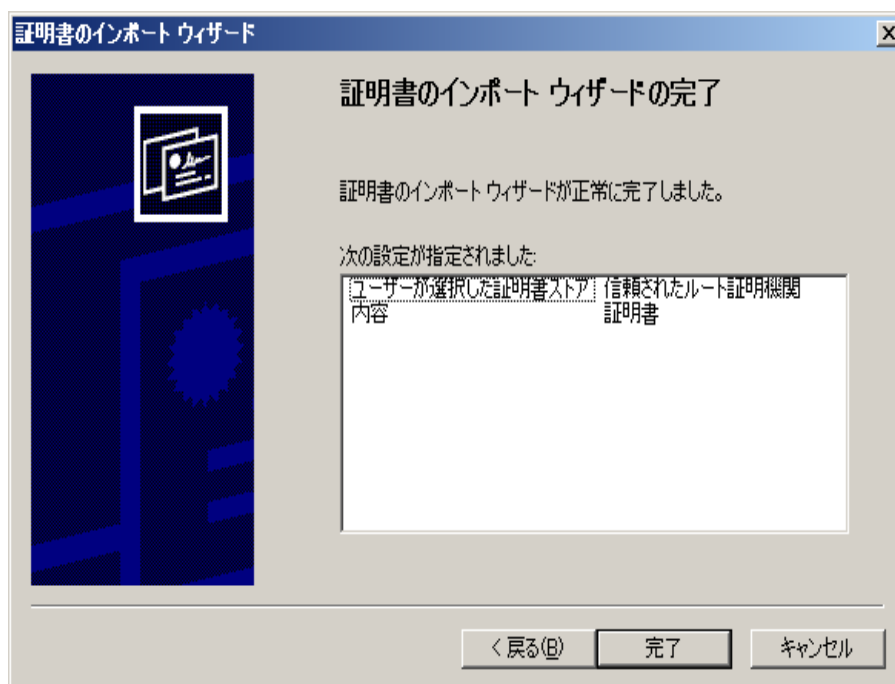 証明書のインポート ウィザード
証明書のインポート ウィザードの完了
証明書のインポート ウィザードが正常に完了しました。
次の設定が指定されました:
ユーザーが選択した証明書ストア 信頼されたルート証明機関
内容 証明書
< 戻る(B) 完了 キャンセル